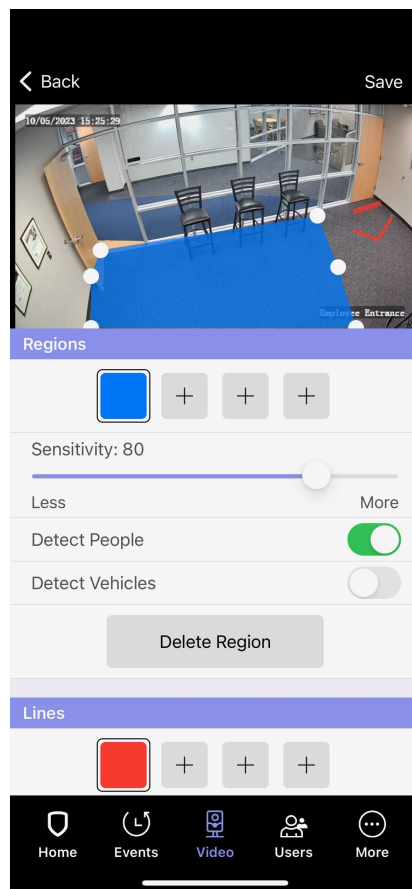 Back
Save
10/05/2023 15:25:29
Employee Entrance
Regions
Sensitivity: 80
Less
More
Detect People
Detect Vehicles
Delete Region
Lines
Home
Events
Video
Users
More